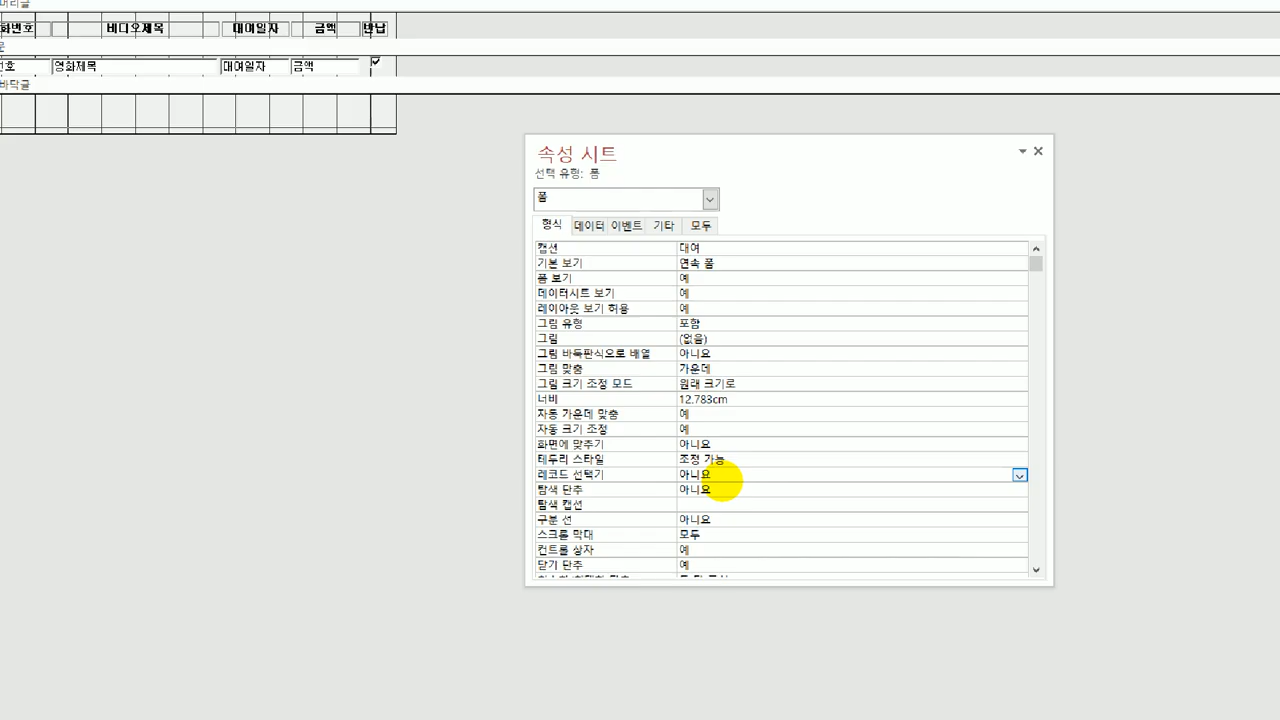 머리글
화번호 비디오제목 대여일자 금액 반납
문
번호 영화제목 대여일자 금액
바닥글
속성 시트
선택 유형: 폼
폼
형식 데이터 이벤트 기타 모두
캡션 대여
기본 보기 연속 폼
폼 보기 예
데이터시트 보기 예
레이아웃 보기 허용 예
그림 유형 포함
그림 (없음)
그림 바둑판식으로 배열 아니요
그림 맞춤 가운데
그림 크기 조정 모드 원래 크기로
너비 12.783cm
자동 가운데 맞춤 예
자동 크기 조정 예
화면에 맞추기 아니요
테두리 스타일 조정 가능
레코드 선택기 아니요
탐색 단추 아니요
탐색 캡션
구분 선 아니요
스크롤 막대 모두
컨트롤 상자 예
닫기 단추 예